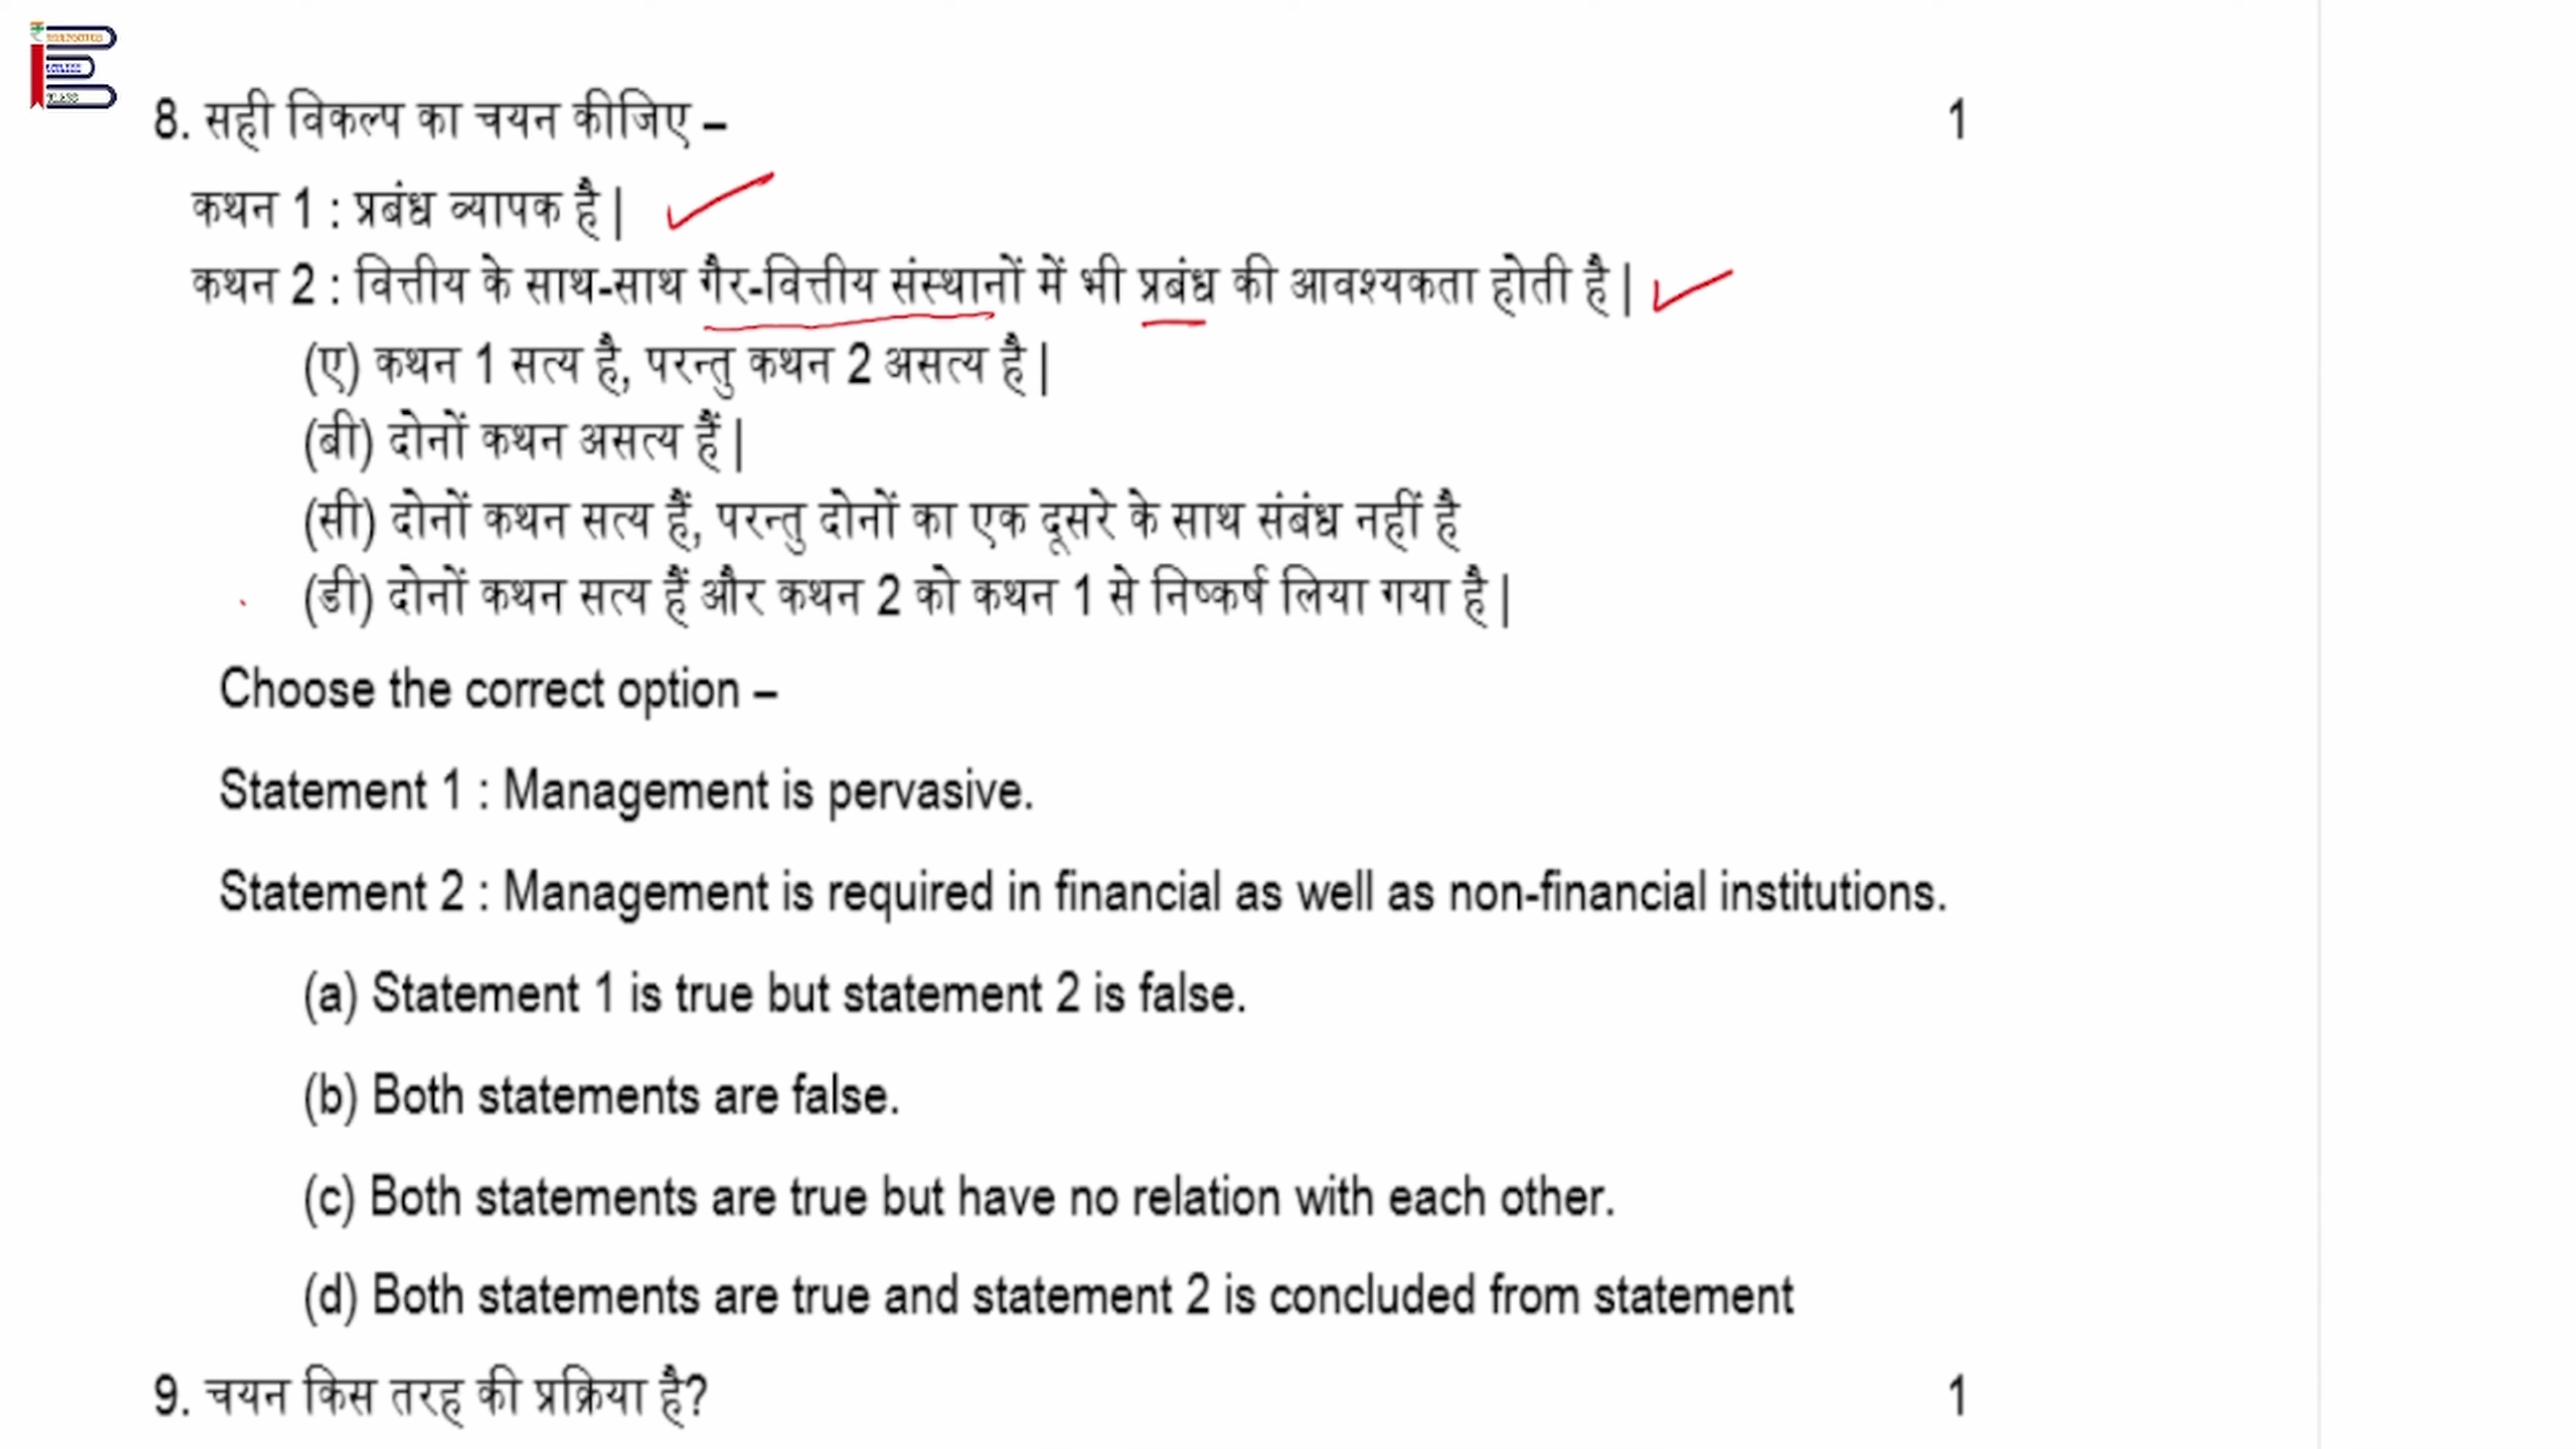 8. सही विकल्प का चयन कीजिए – 1
कथन 1 : प्रबंध व्यापक है |
कथन 2 : वित्तीय के साथ-साथ गैर-वित्तीय संस्थानों में भी प्रबंध की आवश्यकता होती है |
(ए) कथन 1 सत्य है, परन्तु कथन 2 असत्य है |
(बी) दोनों कथन असत्य हैं |
(सी) दोनों कथन सत्य हैं, परन्तु दोनों का एक दूसरे के साथ संबंध नहीं है
(डी) दोनों कथन सत्य हैं और कथन 2 को कथन 1 से निष्कर्ष लिया गया है |
Choose the correct option –
Statement 1 : Management is pervasive.
Statement 2 : Management is required in financial as well as non-financial institutions.
(a) Statement 1 is true but statement 2 is false.
(b) Both statements are false.
(c) Both statements are true but have no relation with each other.
(d) Both statements are true and statement 2 is concluded from statement
9. चयन किस तरह की प्रक्रिया है? 1